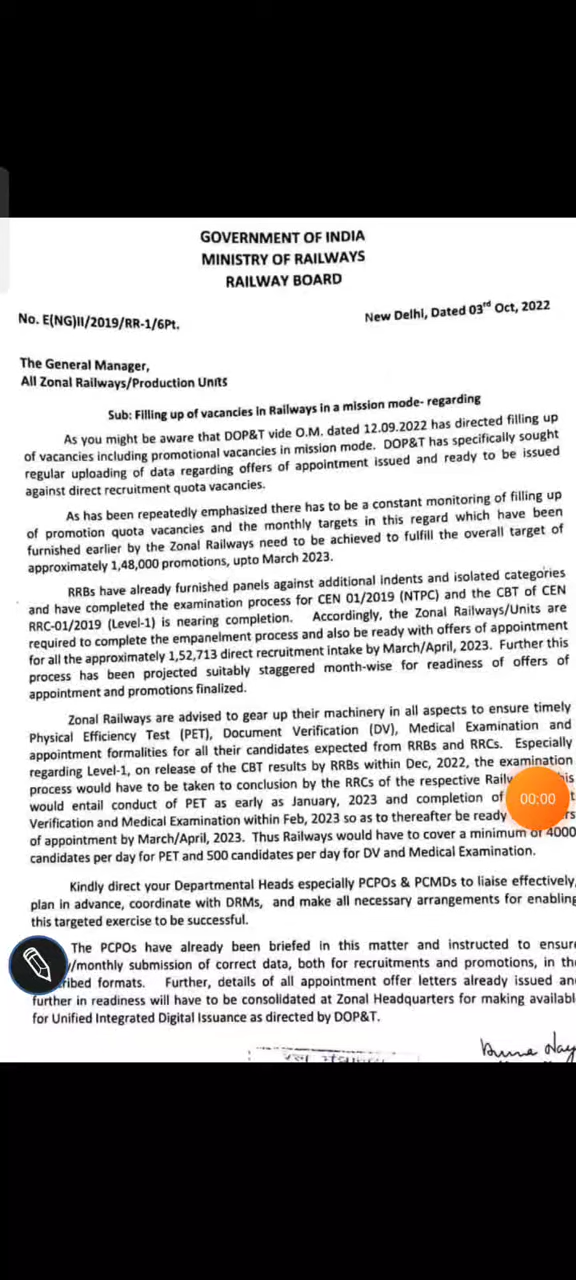 GOVERNMENT OF INDIA
MINISTRY OF RAILWAYS
RAILWAY BOARD
No. E(NG)II/2019/RR-1/6Pt.
New Delhi, Dated 03rd Oct, 2022
The General Manager,
All Zonal Railways/Production Units
Sub: Filling up of vacancies in Railways in a mission mode- regarding
As you might be aware that DOP&T vide O.M. dated 12.09.2022 has directed filling up
of vacancies including promotional vacancies in mission mode. DOP&T has specifically sought
regular uploading of data regarding offers of appointment issued and ready to be issued
against direct recruitment quota vacancies.
As has been repeatedly emphasized there has to be a constant monitoring of filling up
of promotion quota vacancies and the monthly targets in this regard which have been
furnished earlier by the Zonal Railways need to be achieved to fulfill the overall target of
approximately 1,48,000 promotions, upto March 2023.
RRBs have already furnished panels against additional indents and isolated categories
and have completed the examination process for CEN 01/2019 (NTPC) and the CBT of CEN
RRC-01/2019 (Level-1) is nearing completion. Accordingly, the Zonal Railways/Units are
required to complete the empanelment process and also be ready with offers of appointment
for all the approximately 1,52,713 direct recruitment intake by March/April, 2023. Further this
process has been projected suitably staggered month-wise for readiness of offers of
appointment and promotions finalized.
Zonal Railways are advised to gear up their machinery in all aspects to ensure timely
Physical Efficiency Test (PET), Document Verification (DV), Medical Examination and
appointment formalities for all their candidates expected from RRBs and RRCs. Especially
regarding Level-1, on release of the CBT results by RRBs within Dec, 2022, the examination
process would have to be taken to conclusion by the RRCs of the respective
would entail conduct of PET as early as January, 2023 and completion of
00:00
Verification and Medical Examination within Feb, 2023 so as to thereafter be ready
of appointment by March/April, 2023. Thus Railways would have to cover a minimum of 4000
candidates per day for PET and 500 candidates per day for DV and Medical Examination.
Kindly direct your Departmental Heads especially PCPOs & PCMDs to liaise effectively,
plan in advance, coordinate with DRMs, and make all necessary arrangements for enabling
this targeted exercise to be successful.
The PCPOs have already been briefed in this matter and instructed to ensure
/monthly submission of correct data, both for recruitments and promotions, in the
formats. Further, details of all appointment offer letters already issued and
further in readiness will have to be consolidated at Zonal Headquarters for making availabl
for Unified Integrated Digital Issuance as directed by DOP&T.